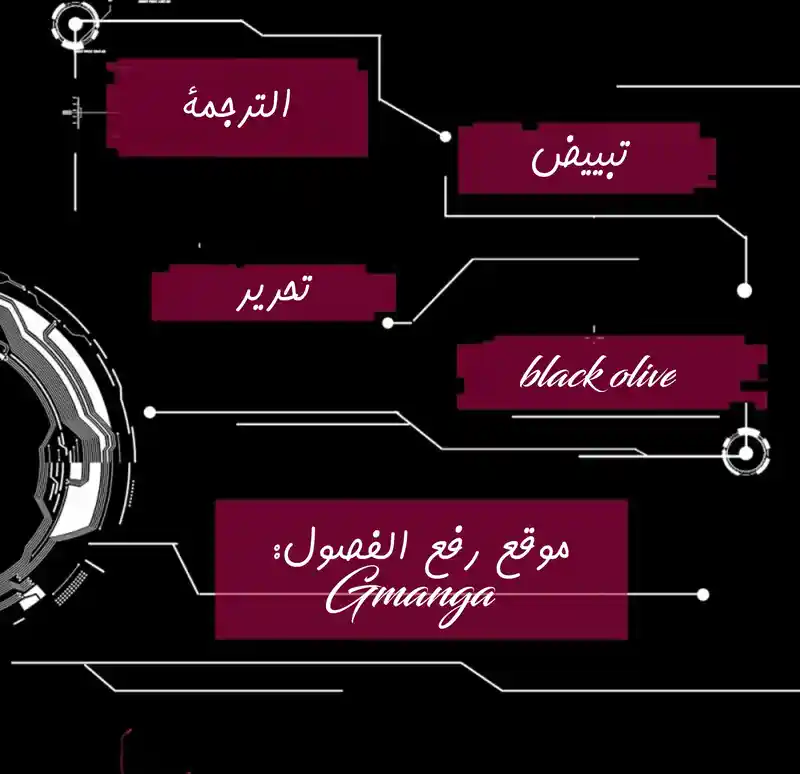 الترجمة
تبييض
تحرير
black olive
موقع رفع الفصول:
Gmanga